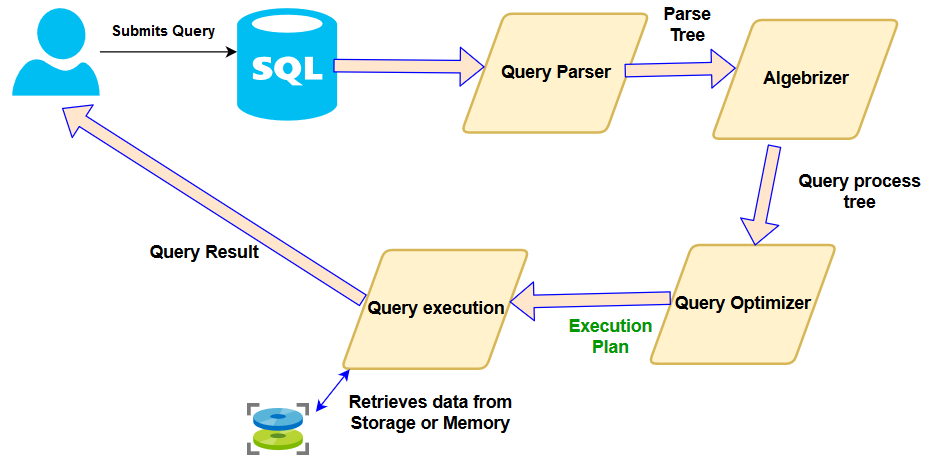 Submits Query
SQL
Query Parser
Parse
Tree
Algebrizer
Query process
tree
Query Optimizer
Execution
Plan
Query execution
Query Result
Retrieves data from
Storage or Memory